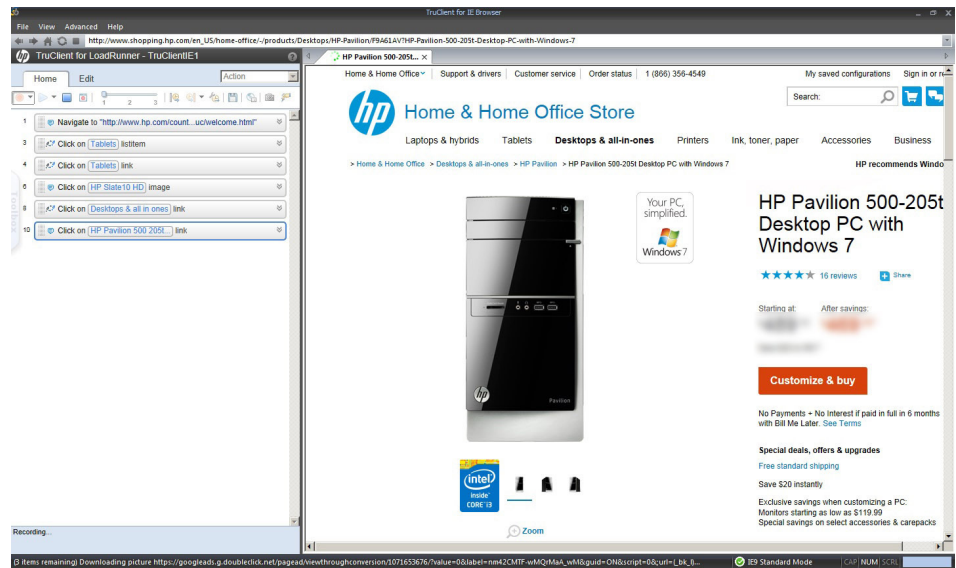 TruClient for IE Browser
File View Advanced Help
http://www.shopping.hp.com/en_US/home-office/-/products/Desktops/HP-Pavilion/F9A61AV?HP-Pavilion-500-205t-Desktop-PC-with-Windows-7
TruClient for LoadRunner - TruClientIE1
HP Pavilion 500-205t...
Home Edit
Action
1 2 3
1 Navigate to "http://www.hp.com/count...uc/welcome.html"
3 Click on Tablets listitem
4 Click on Tablets link
6 Click on HP Slate10 HD image
8 Click on Desktops & all in ones link
10 Click on HP Pavilion 500 205t... link
Toolbox
Recording...
Home & Home Office Support & drivers Customer service Order status 1 (866) 356-4549 My saved configurations Sign in or r
Search:
hp
Home & Home Office Store
Laptops & hybrids Tablets Desktops & all-in-ones Printers Ink, toner, paper Accessories Business
> Home & Home Office > Desktops & all-in-ones > HP Pavilion > HP Pavilion 500-205t Desktop PC with Windows 7
HP recommends Windo
Your PC,
simplified.
Windows 7
hp
Pavilion
intel
inside
CORE i3
Zoom
HP Pavilion 500-205t
Desktop PC with
Windows 7
16 reviews Share
Starting at: After savings:
Customize & buy
No Payments + No Interest if paid in full in 6 months
with Bill Me Later. See Terms
Special deals, offers & upgrades
Free standard shipping
Save $20 instantly
Exclusive savings when customizing a PC:
Monitors starting as low as $119.99
Special savings on select accessories & carepacks
(3 items remaining) Downloading picture https://googleads.g.doubleclick.net/pagead/viewthroughconversion/1071653676/?value=0&label=nm42CMTF-wMQrMaA_wM&guid=ON&script=0&url=(_bk_l)...
IE9 Standard Mode CAP NUM SCRL